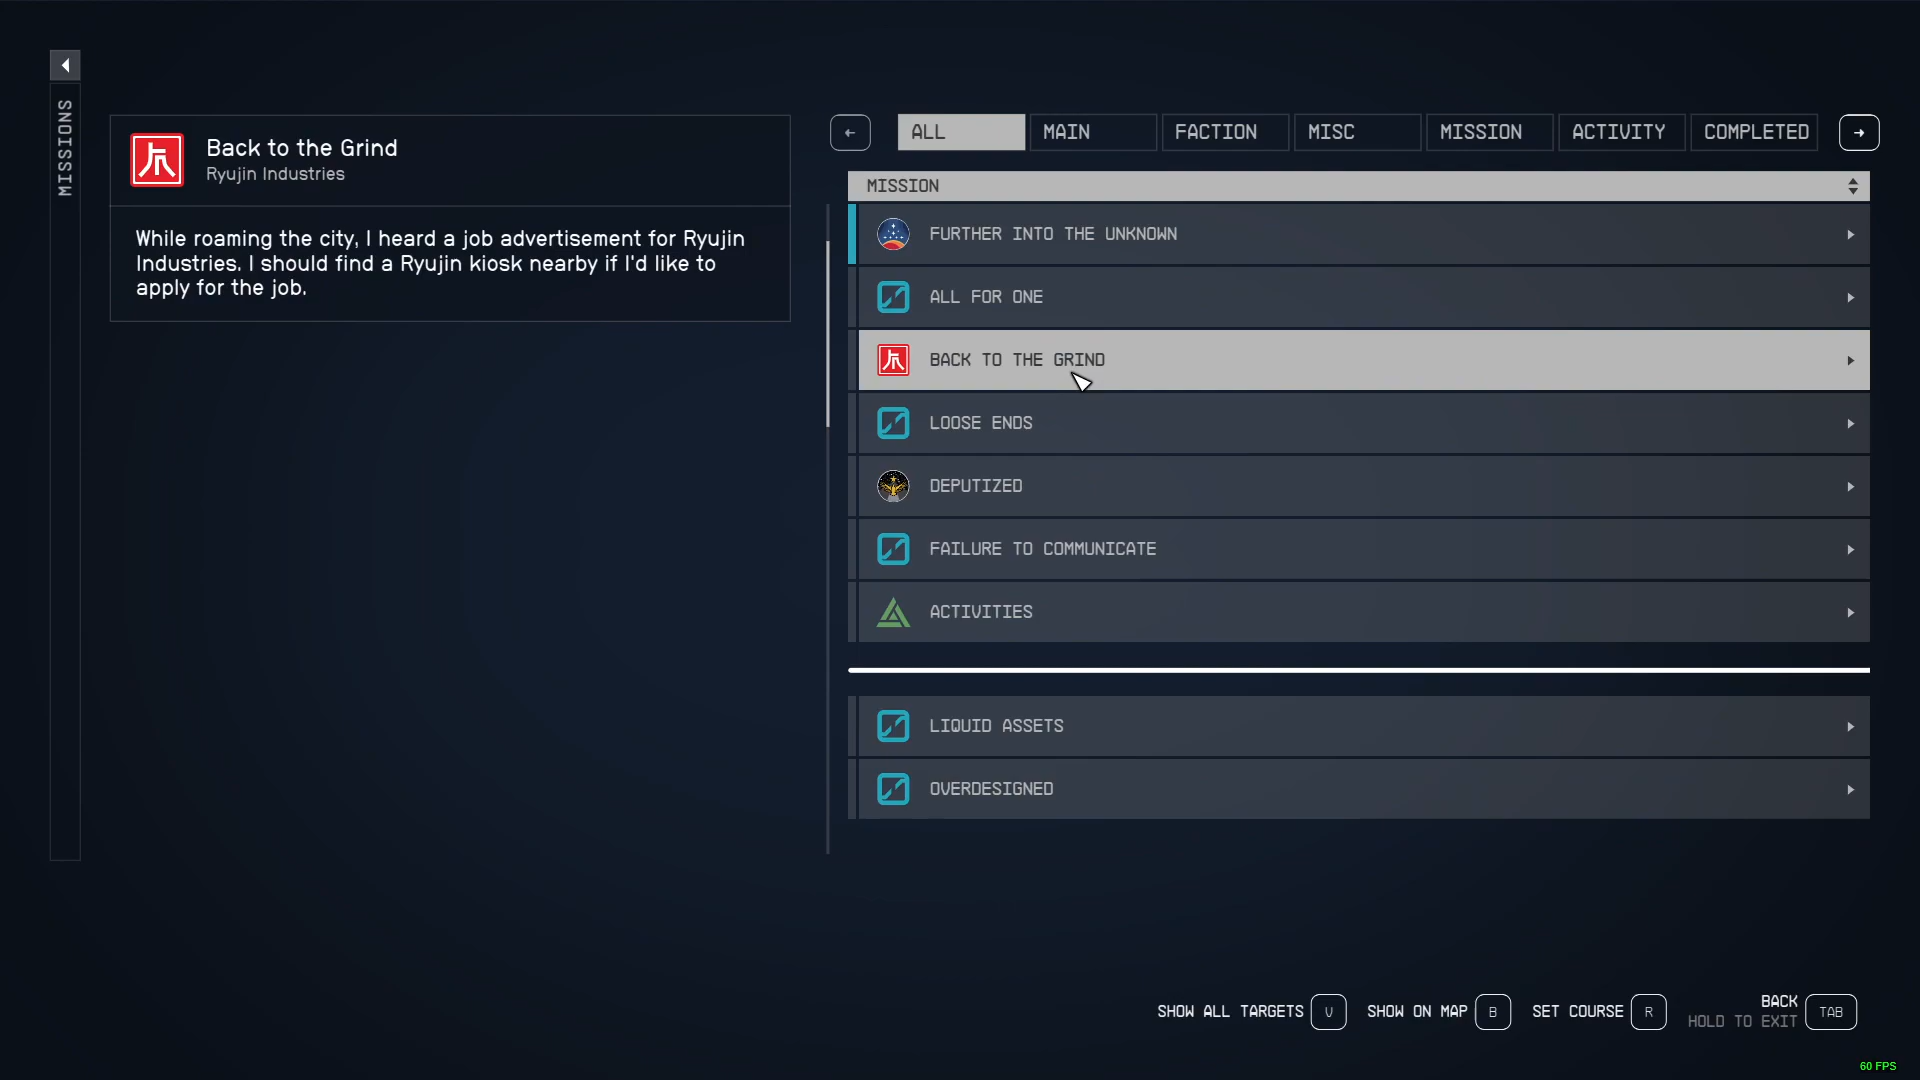 MISSIONS
Back to the Grind
Ryujin Industries
While roaming the city, I heard a job advertisement for Ryujin
Industries. I should find a Ryujin kiosk nearby if I'd like to
apply for the job.
ALL
MAIN
FACTION
MISC
MISSION
ACTIVITY
COMPLETED
MISSION
FURTHER INTO THE UNKNOWN
ALL FOR ONE
BACK TO THE GRIND
LOOSE ENDS
DEPUTIZED
FAILURE TO COMMUNICATE
ACTIVITIES
LIQUID ASSETS
OVERDESIGNED
SHOW ALL TARGETS V
SHOW ON MAP B
SET COURSE R
BACK
HOLD TO EXIT
TAB
60 FPS